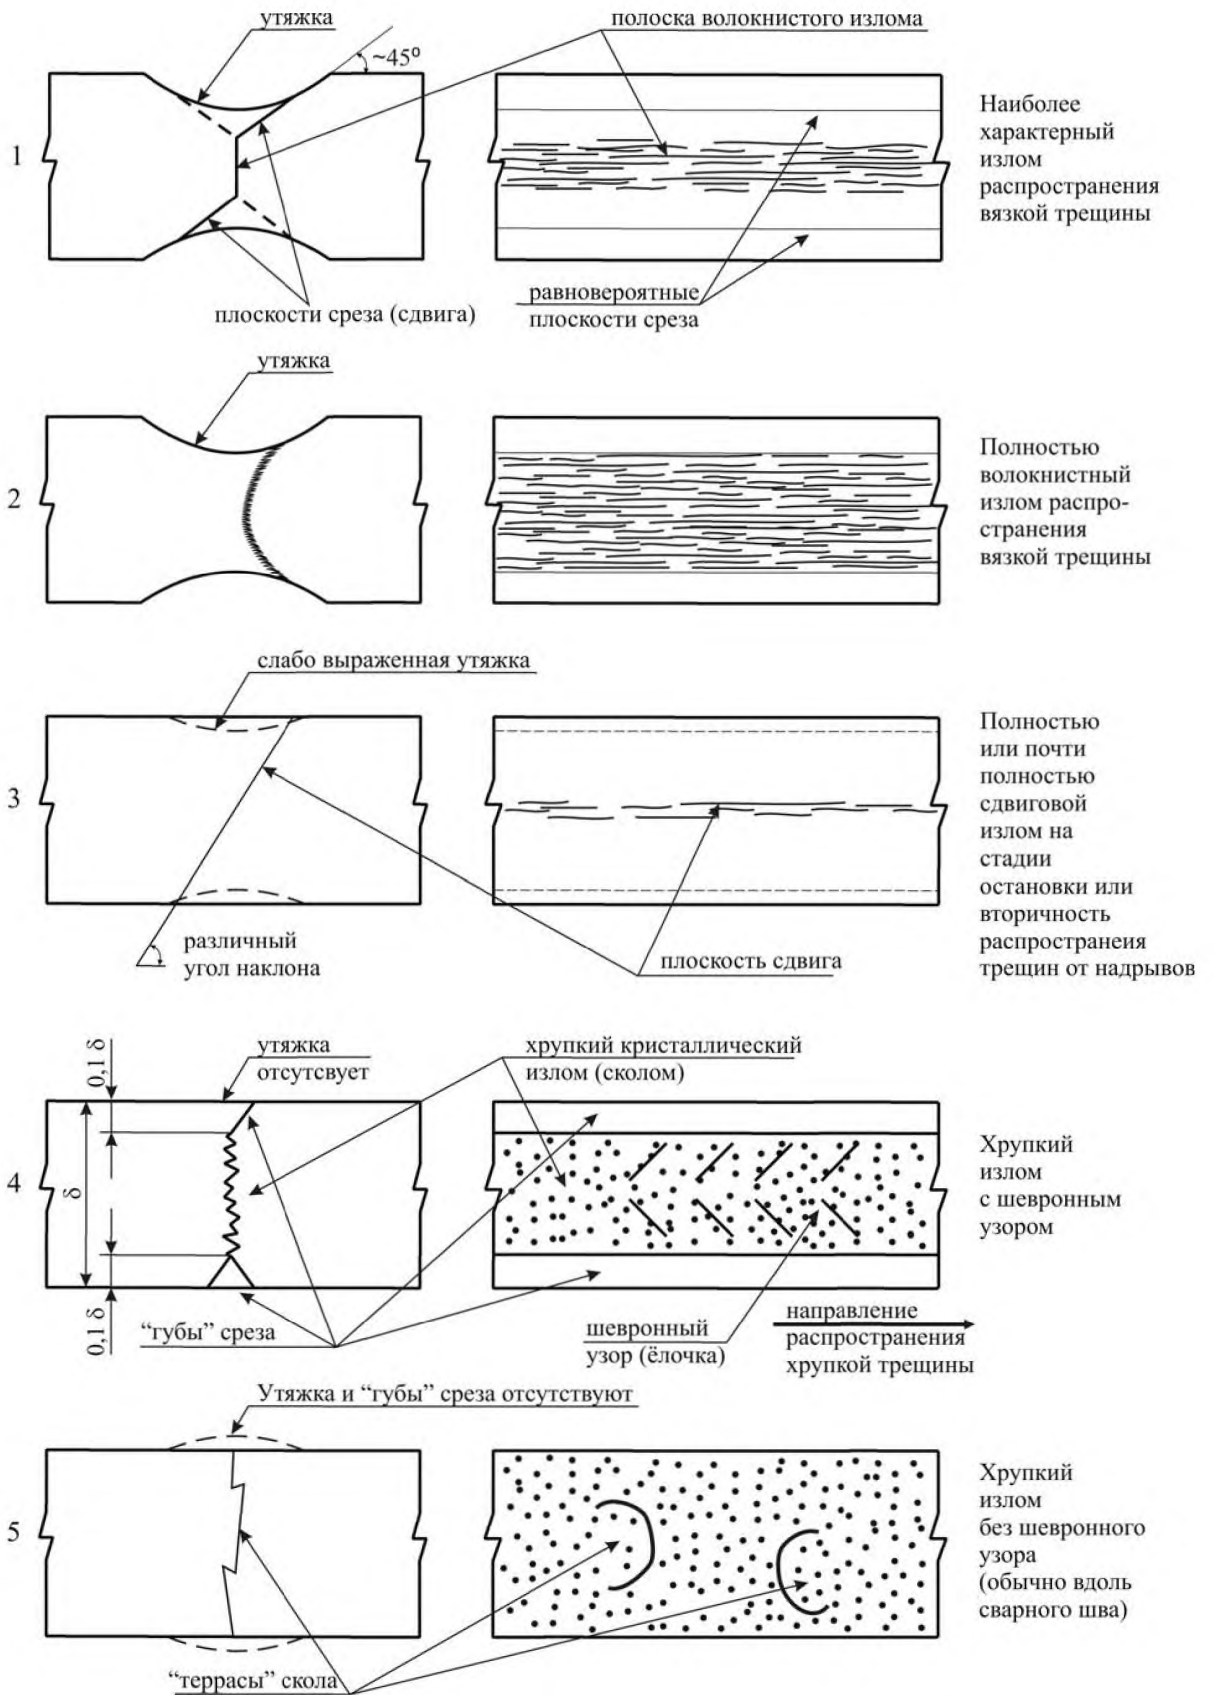 утяжка
полоска волокнистого излома
~45°
1
Наиболее
характерный
излом
распространения
вязкой трещины
плоскости среза (сдвига)
равновероятные
плоскости среза
утяжка
2
Полностью
волокнистный
излом распро-
странения
вязкой трещины
слабо выраженная утяжка
3
Полностью
или почти
полностью
сдвиговой
излом на
стадии
остановки или
вторичность
распространеия
трещин от надрывов
различный
угол наклона
плоскость сдвига
0,1 δ
утяжка
отсутсвует
хрупкий кристаллический
излом (сколом)
4
δ
Хрупкий
излом
с шевронным
узором
0,1 δ
“губы” среза
шевронный
узор (ёлочка)
направление
распространения
хрупкой трещины
Утяжка и “губы” среза отсутствуют
5
Хрупкий
излом
без шевронного
узора
(обычно вдоль
сварного шва)
“террасы” скола